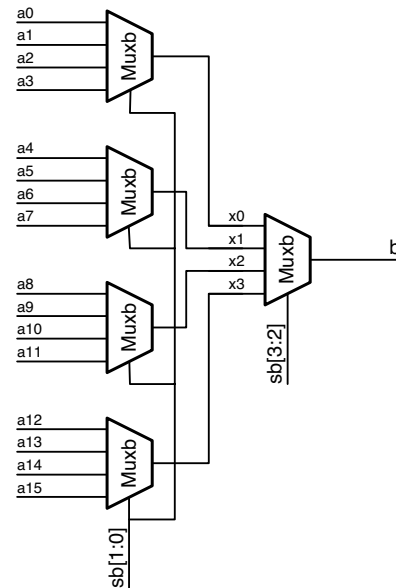 a0
a1
a2
a3
Muxb
a4
a5
a6
a7
Muxb
x0
x1
x2
x3
Muxb
b
a8
a9
a10
a11
Muxb
sb[3:2]
a12
a13
a14
a15
Muxb
sb[1:0]